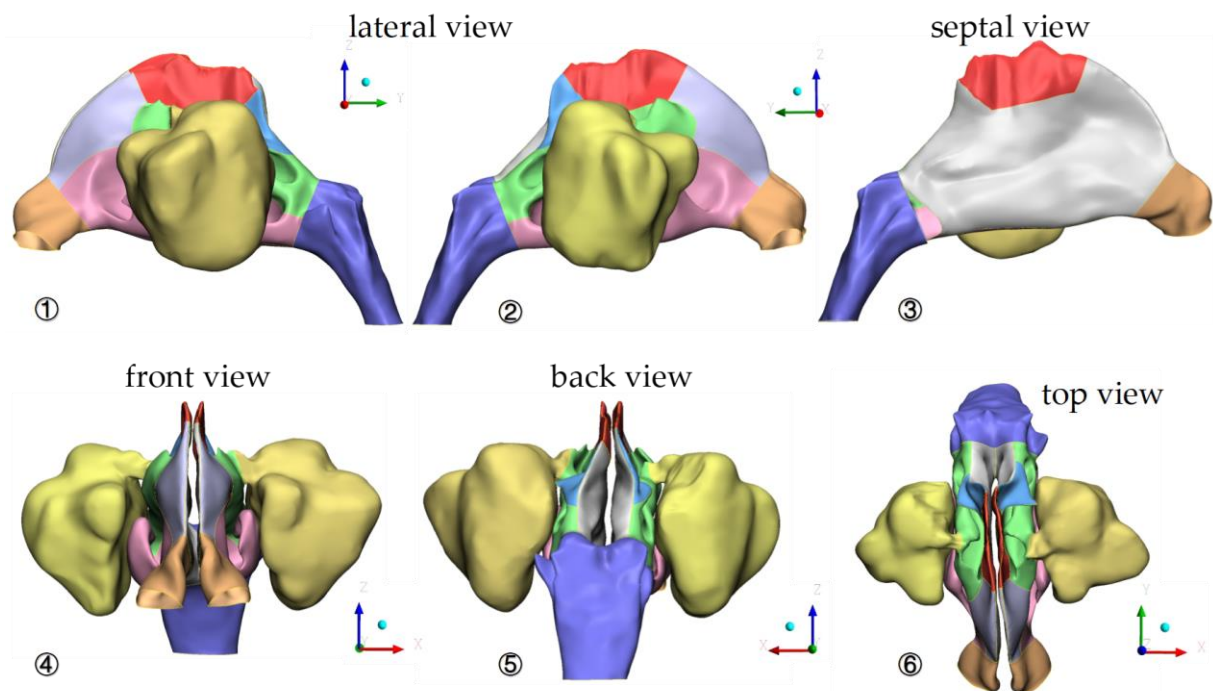 lateral view
septal view
Z
Y
Z
Y
Z
①
②
③
front view
back view
top view
Z
X
Z
X
Y
X
④
⑤
⑥